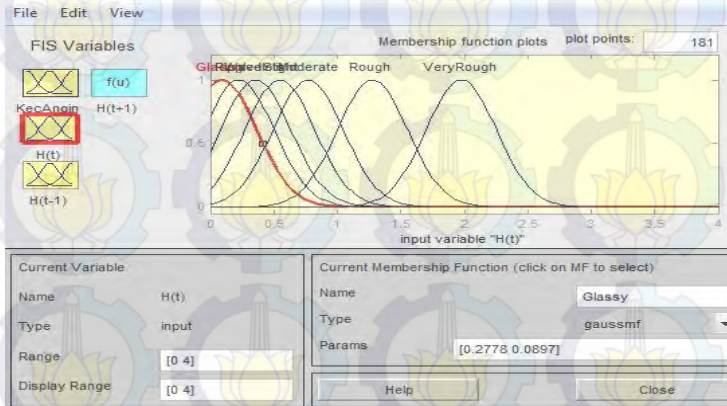 File Edit View
FIS Variables
Membership function plots plot points: 181
f(u)
KecAngin H(t+1)
H(t)
H(t-1)
Moderate Rough VeryRough
1
0.5
0
0 0.5 1 1.5 2 2.5 3 3.5 4
input variable "H(t)"
Current Variable
Name H(t)
Type input
Range [0 4]
Display Range [0 4]
Current Membership Function (click on MF to select)
Name Glassy
Type gaussmf
Params [0.2778 0.0897]
Help Close